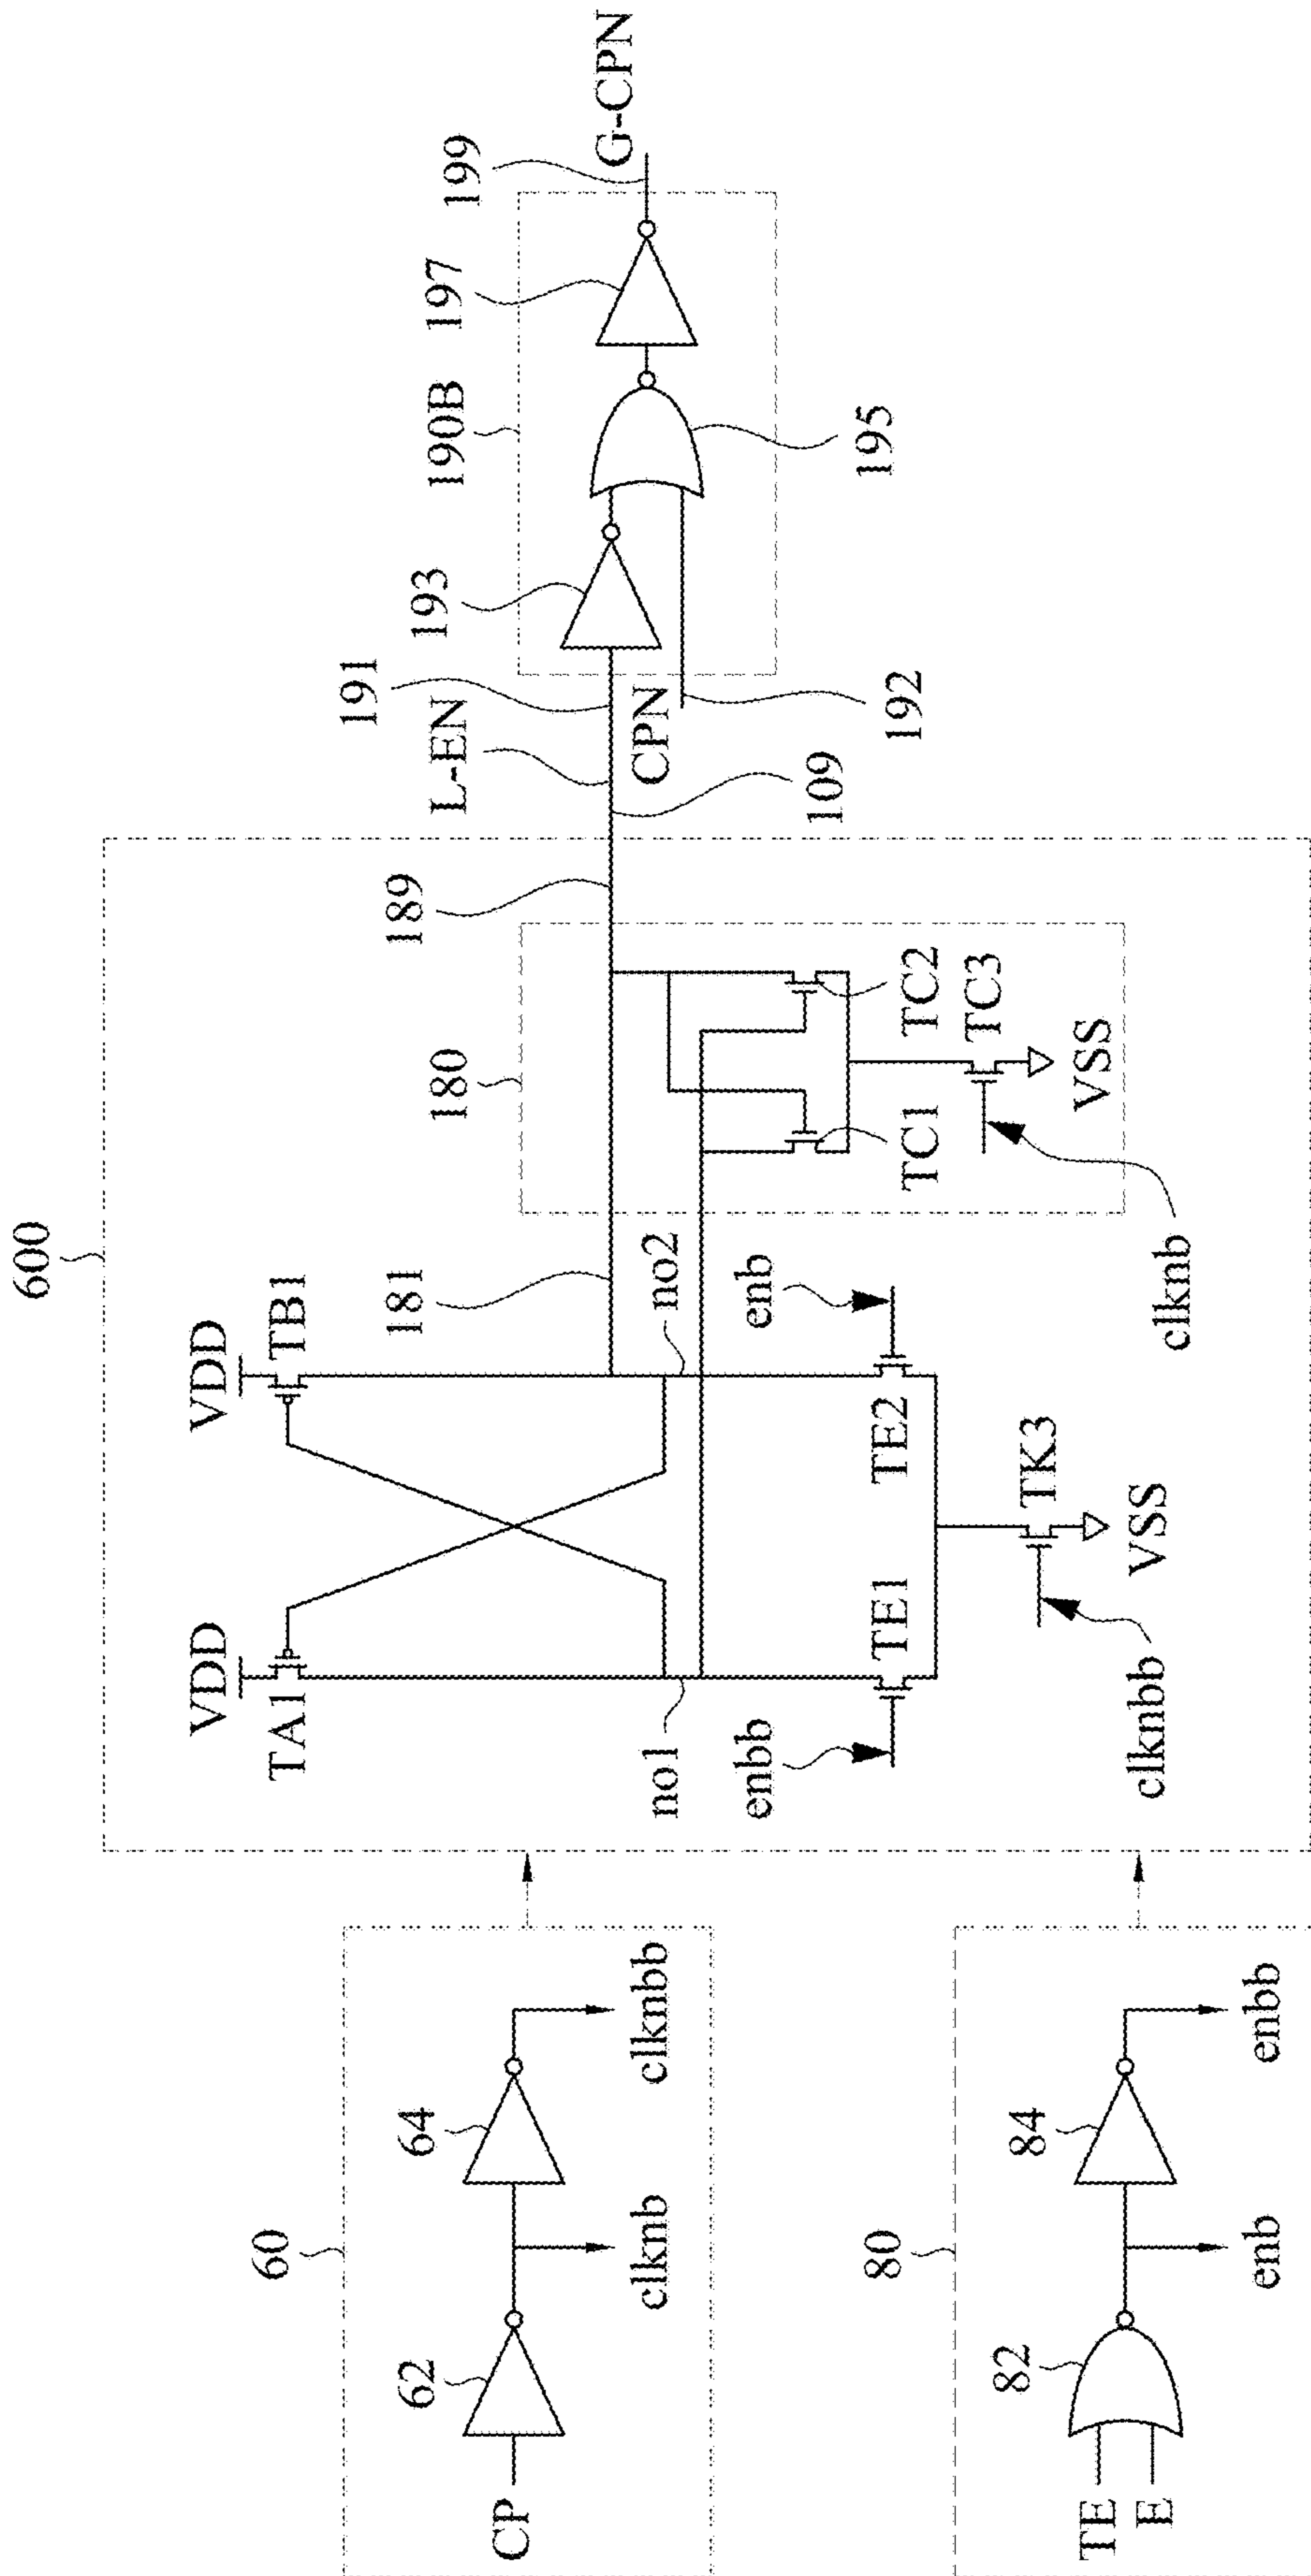 600
VDD
VDD
TA1
TB1
181
189
no1
no2
180
enbb
enb
TE1
TE2
TC1
TC2
TK3
TC3
VSS
VSS
clknbb
clknb
109
L-EN
191
CPN
192
193
190B
195
197
199
G-CPN
60
CP
62
64
clknb
clknbb
80
TE
E
82
84
enb
enbb